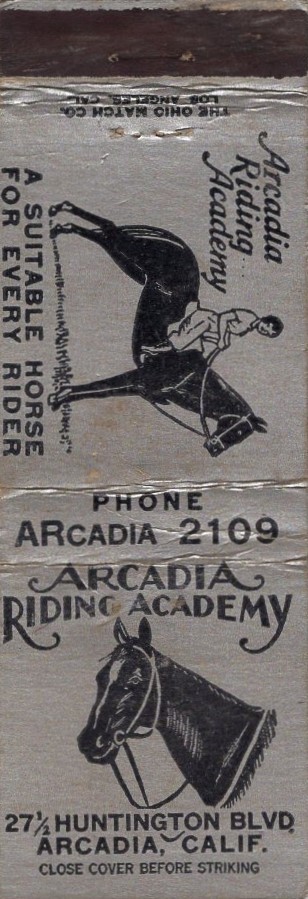 THE OHIO MATCH CO.
LOS ANGELES, CAL.
Arcadia
Riding
Academy
A SUITABLE HORSE
FOR EVERY RIDER
PHONE
ARCADIA 2109
ARCADIA
RIDING ACADEMY
27½ HUNTINGTON BLVD.
ARCADIA, CALIF.
CLOSE COVER BEFORE STRIKING